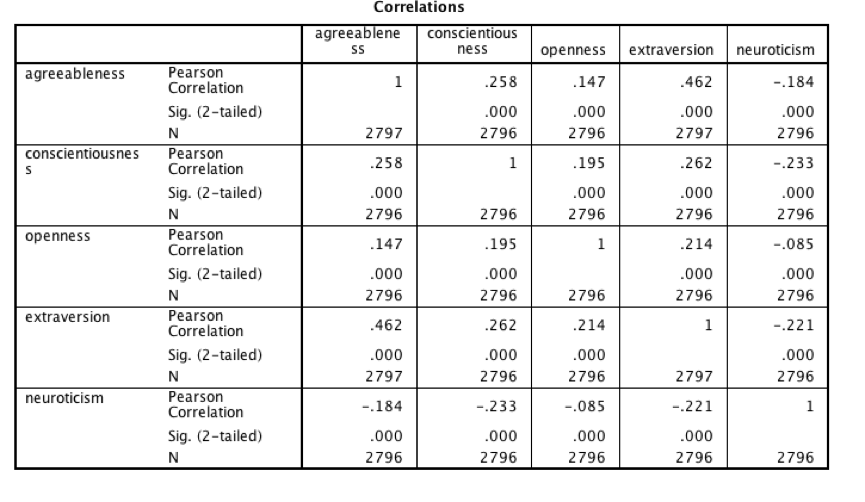 Correlations
agreeablene
ss conscientious
ness openness extraversion neuroticism
agreeableness Pearson
Correlation 1 .258 .147 .462 -.184
Sig. (2-tailed) .000 .000 .000 .000
N 2797 2796 2796 2797 2796
conscientiousnes
s Pearson
Correlation .258 1 .195 .262 -.233
Sig. (2-tailed) .000 .000 .000 .000
N 2796 2796 2796 2796 2796
openness Pearson
Correlation .147 .195 1 .214 -.085
Sig. (2-tailed) .000 .000 .000 .000
N 2796 2796 2796 2796 2796
extraversion Pearson
Correlation .462 .262 .214 1 -.221
Sig. (2-tailed) .000 .000 .000 .000
N 2797 2796 2796 2797 2796
neuroticism Pearson
Correlation -.184 -.233 -.085 -.221 1
Sig. (2-tailed) .000 .000 .000 .000
N 2796 2796 2796 2796 2796